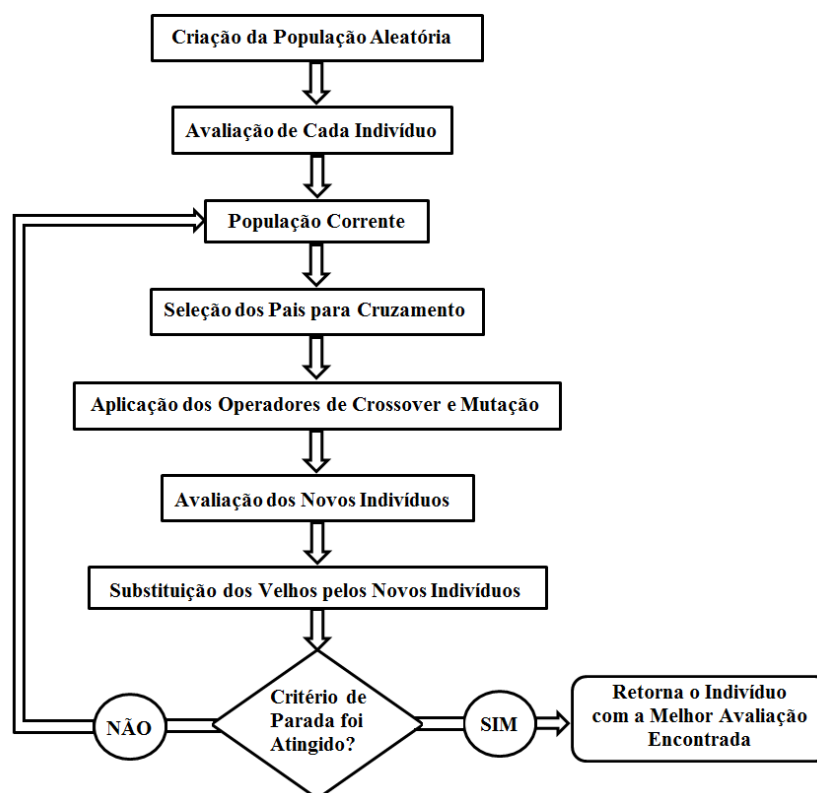 Criação da População Aleatória
Avaliação de Cada Indivíduo
População Corrente
Seleção dos Pais para Cruzamento
Aplicação dos Operadores de Crossover e Mutação
Avaliação dos Novos Indivíduos
Substituição dos Velhos pelos Novos Indivíduos
Critério de
Parada foi
Atingido?
NÃO
SIM
Retorna o Indivíduo
com a Melhor Avaliação
Encontrada